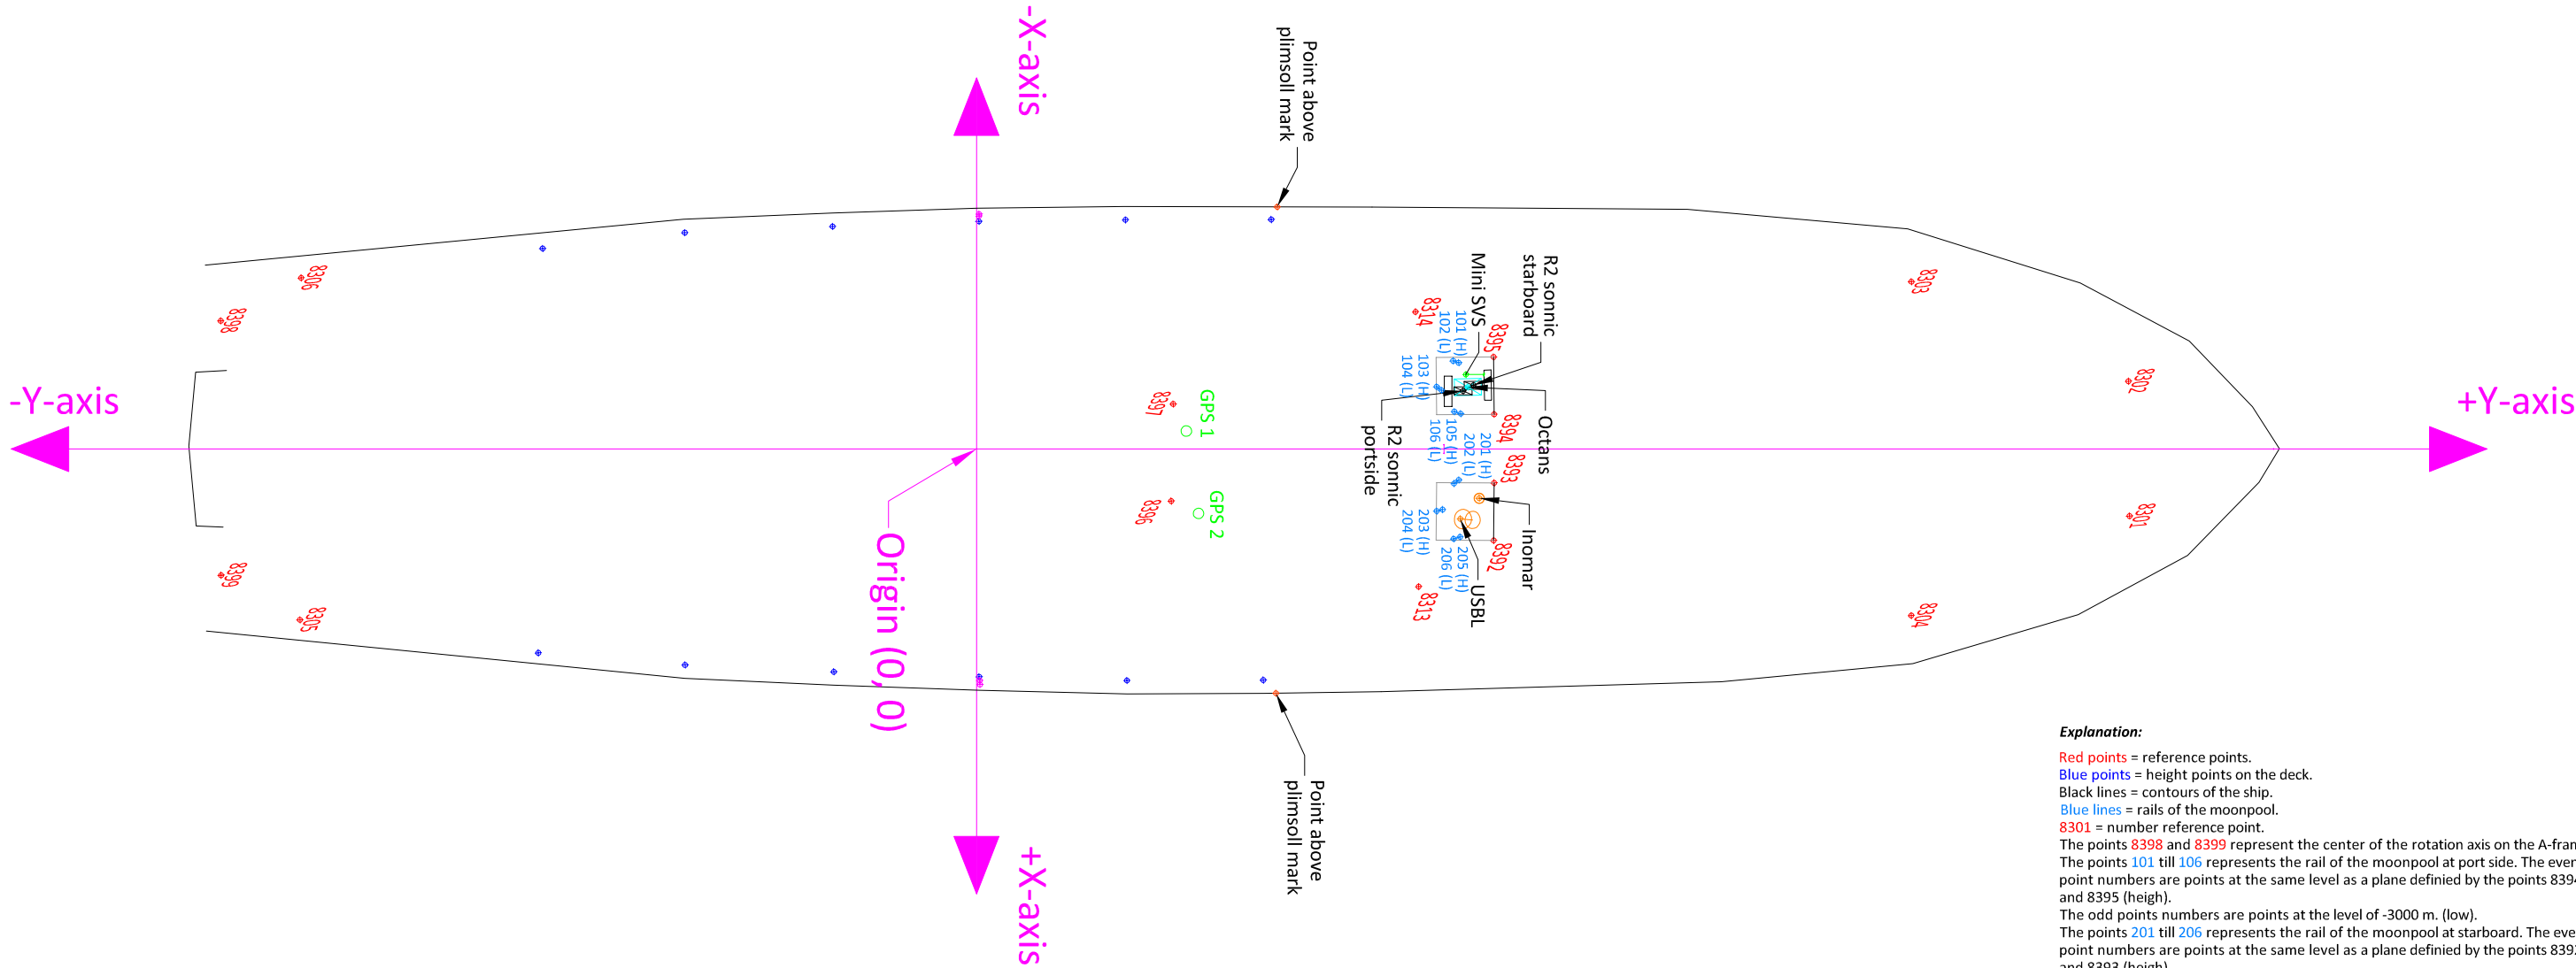 -X-axis
Point above
plimsoll mark
8306
8398
-Y-axis
8397
GPS 1
8396
GPS 2
Origin (0, 0)
8314
101 (H)
102 (L)
103 (H)
104 (L)
Mini SVS
8395
R2 sonnic
starboard
R2 sonnic
portside
105 (H)
106 (L)
8394
Octans
201 (H)
202 (L)
8393
203 (H)
204 (L)
Inomar
8392
205 (H)
206 (L)
USBL
8313
8303
8302
8301
8304
+Y-axis
8399
8305
+X-axis
Point above
plimsoll mark
Explanation:
Red points = reference points.
Blue points = height points on the deck.
Black lines = contours of the ship.
Blue lines = rails of the moonpool.
8301 = number reference point.
The points 8398 and 8399 represent the center of the rotation axis on the A-fram
The points 101 till 106 represents the rail of the moonpool at port side. The even
point numbers are points at the same level as a plane definied by the points 8394
and 8395 (heigh).
The odd points numbers are points at the level of -3000 m. (low).
The points 201 till 206 represents the rail of the moonpool at starboard. The even
point numbers are points at the same level as a plane definied by the points 8392
and 8393 (heigh)